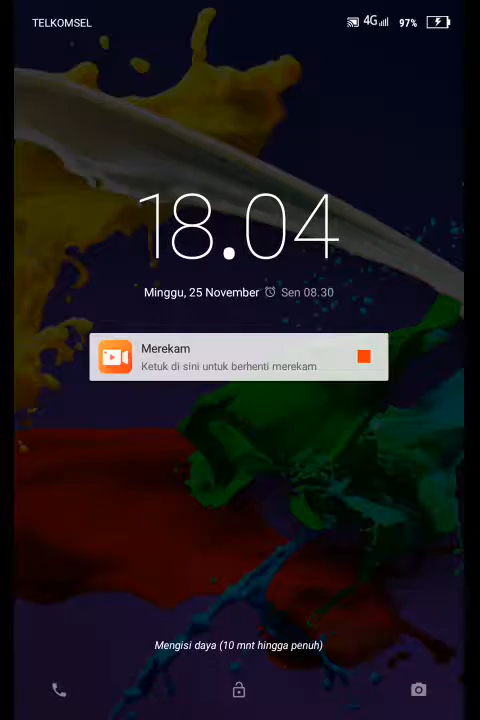 TELKOMSEL 4G 97%
18.04
Minggu, 25 November Sen 08.30
Merekam
Ketuk di sini untuk berhenti merekam
Mengisi daya (10 mnt hingga penuh)